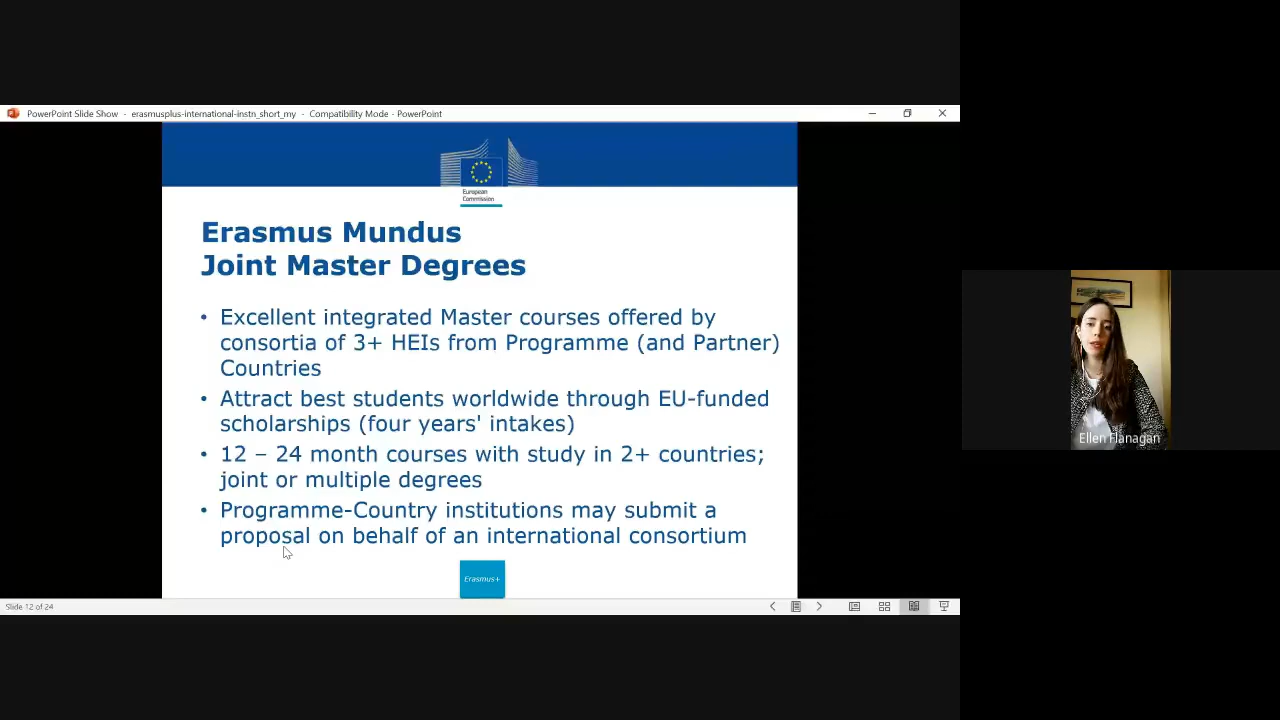 PowerPoint Slide Show - erasmusplus-international-instn_short_my - Compatibility Mode - PowerPoint
European
Commission
Erasmus Mundus
Joint Master Degrees
• Excellent integrated Master courses offered by
consortia of 3+ HEIs from Programme (and Partner)
Countries
• Attract best students worldwide through EU-funded
scholarships (four years' intakes)
• 12 – 24 month courses with study in 2+ countries;
joint or multiple degrees
• Programme-Country institutions may submit a
proposal on behalf of an international consortium
Erasmus+
Slide 12 of 24
Ellen Flanagan